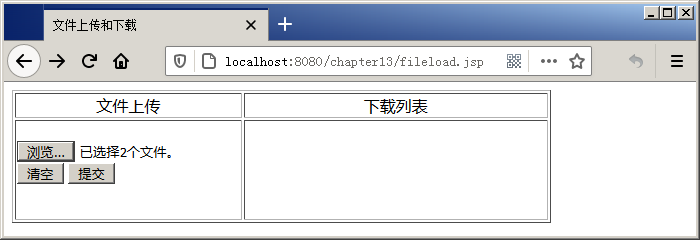 文件上传和下载
localhost:8080/chapter13/fileload.jsp
文件上传 下载列表
浏览... 已选择2个文件。
清空 提交